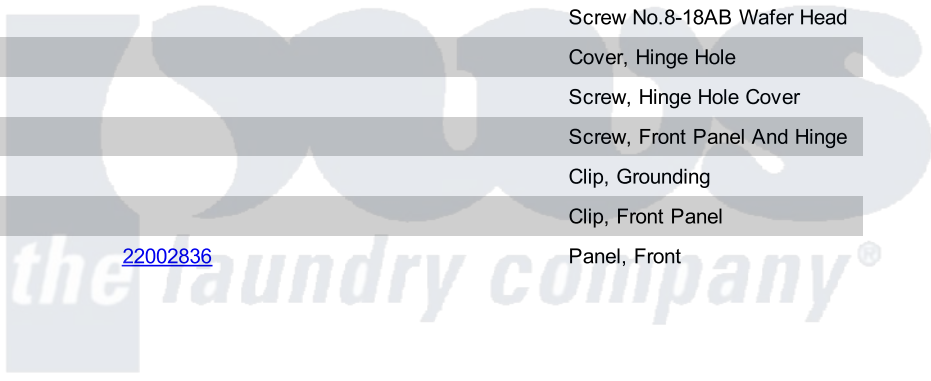 Screw No.8-18AB Wafer Head
Cover, Hinge Hole
Screw, Hinge Hole Cover
Screw, Front Panel And Hinge
Clip, Grounding
Clip, Front Panel
22002836 Panel, Front
the laundry company®